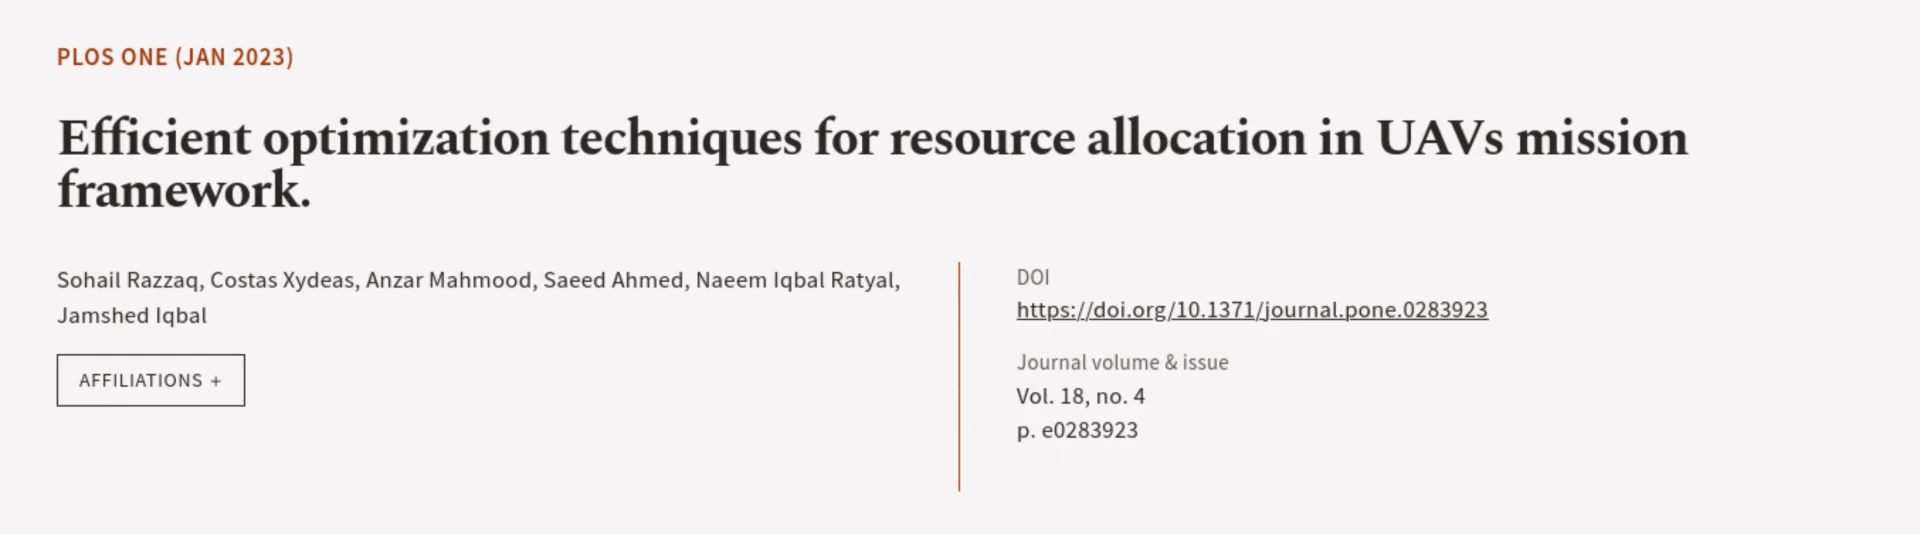 PLOS ONE (JAN 2023)
Efficient optimization techniques for resource allocation in UAVs mission
framework.
Sohail Razzaq, Costas Xydeas, Anzar Mahmood, Saeed Ahmed, Naeem Iqbal Ratyal,
Jamshed Iqbal
AFFILIATIONS +
DOI
https://doi.org/10.1371/journal.pone.0283923
Journal volume & issue
Vol. 18, no. 4
p. e0283923